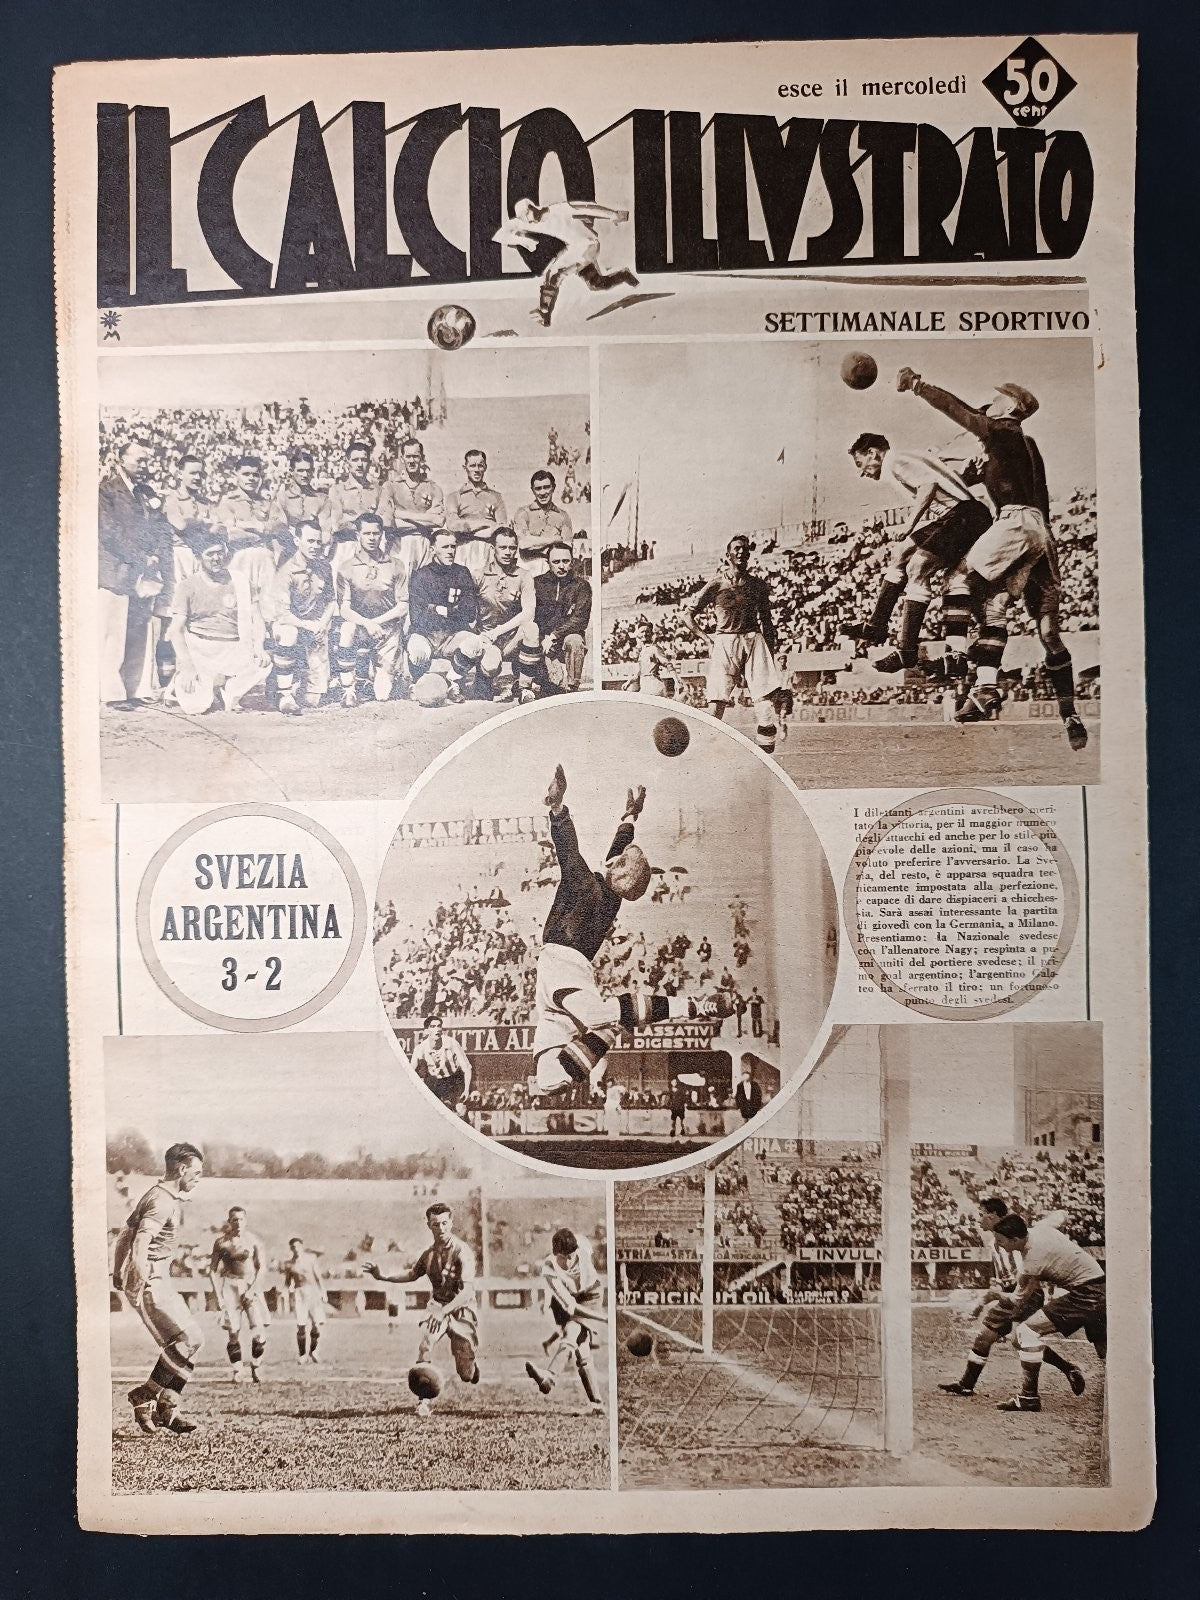 esce il mercoledì
50
cent
IL CALCIO ILLVSTRATO
M
SETTIMANALE SPORTIVO
SVEZIA
ARGENTINA
3-2
I dilettanti argentini avrebbero meri-
tato la vittoria, per il maggior numero
degli attacchi ed anche per lo stile più
piacevole delle azioni, ma il caso ha
voluto preferire l'avversario. La Sve-
zia, del resto, è apparsa squadra tec-
nicamente impostata alla perfezione,
e capace di dare dispiaceri a chicches-
sia. Sarà assai interessante la partita
di giovedì con la Germania, a Milano.
Presentiamo: la Nazionale svedese
con l'allenatore Nagy; respinta a pu-
gni uniti del portiere svedese; il pri-
mo goal argentino; l'argentino Gala-
teo ha sferrato il tiro; un fortunoso
punto degli svedesi.
LASSATIVI
DIGESTIVI
L'INVULNERABILE